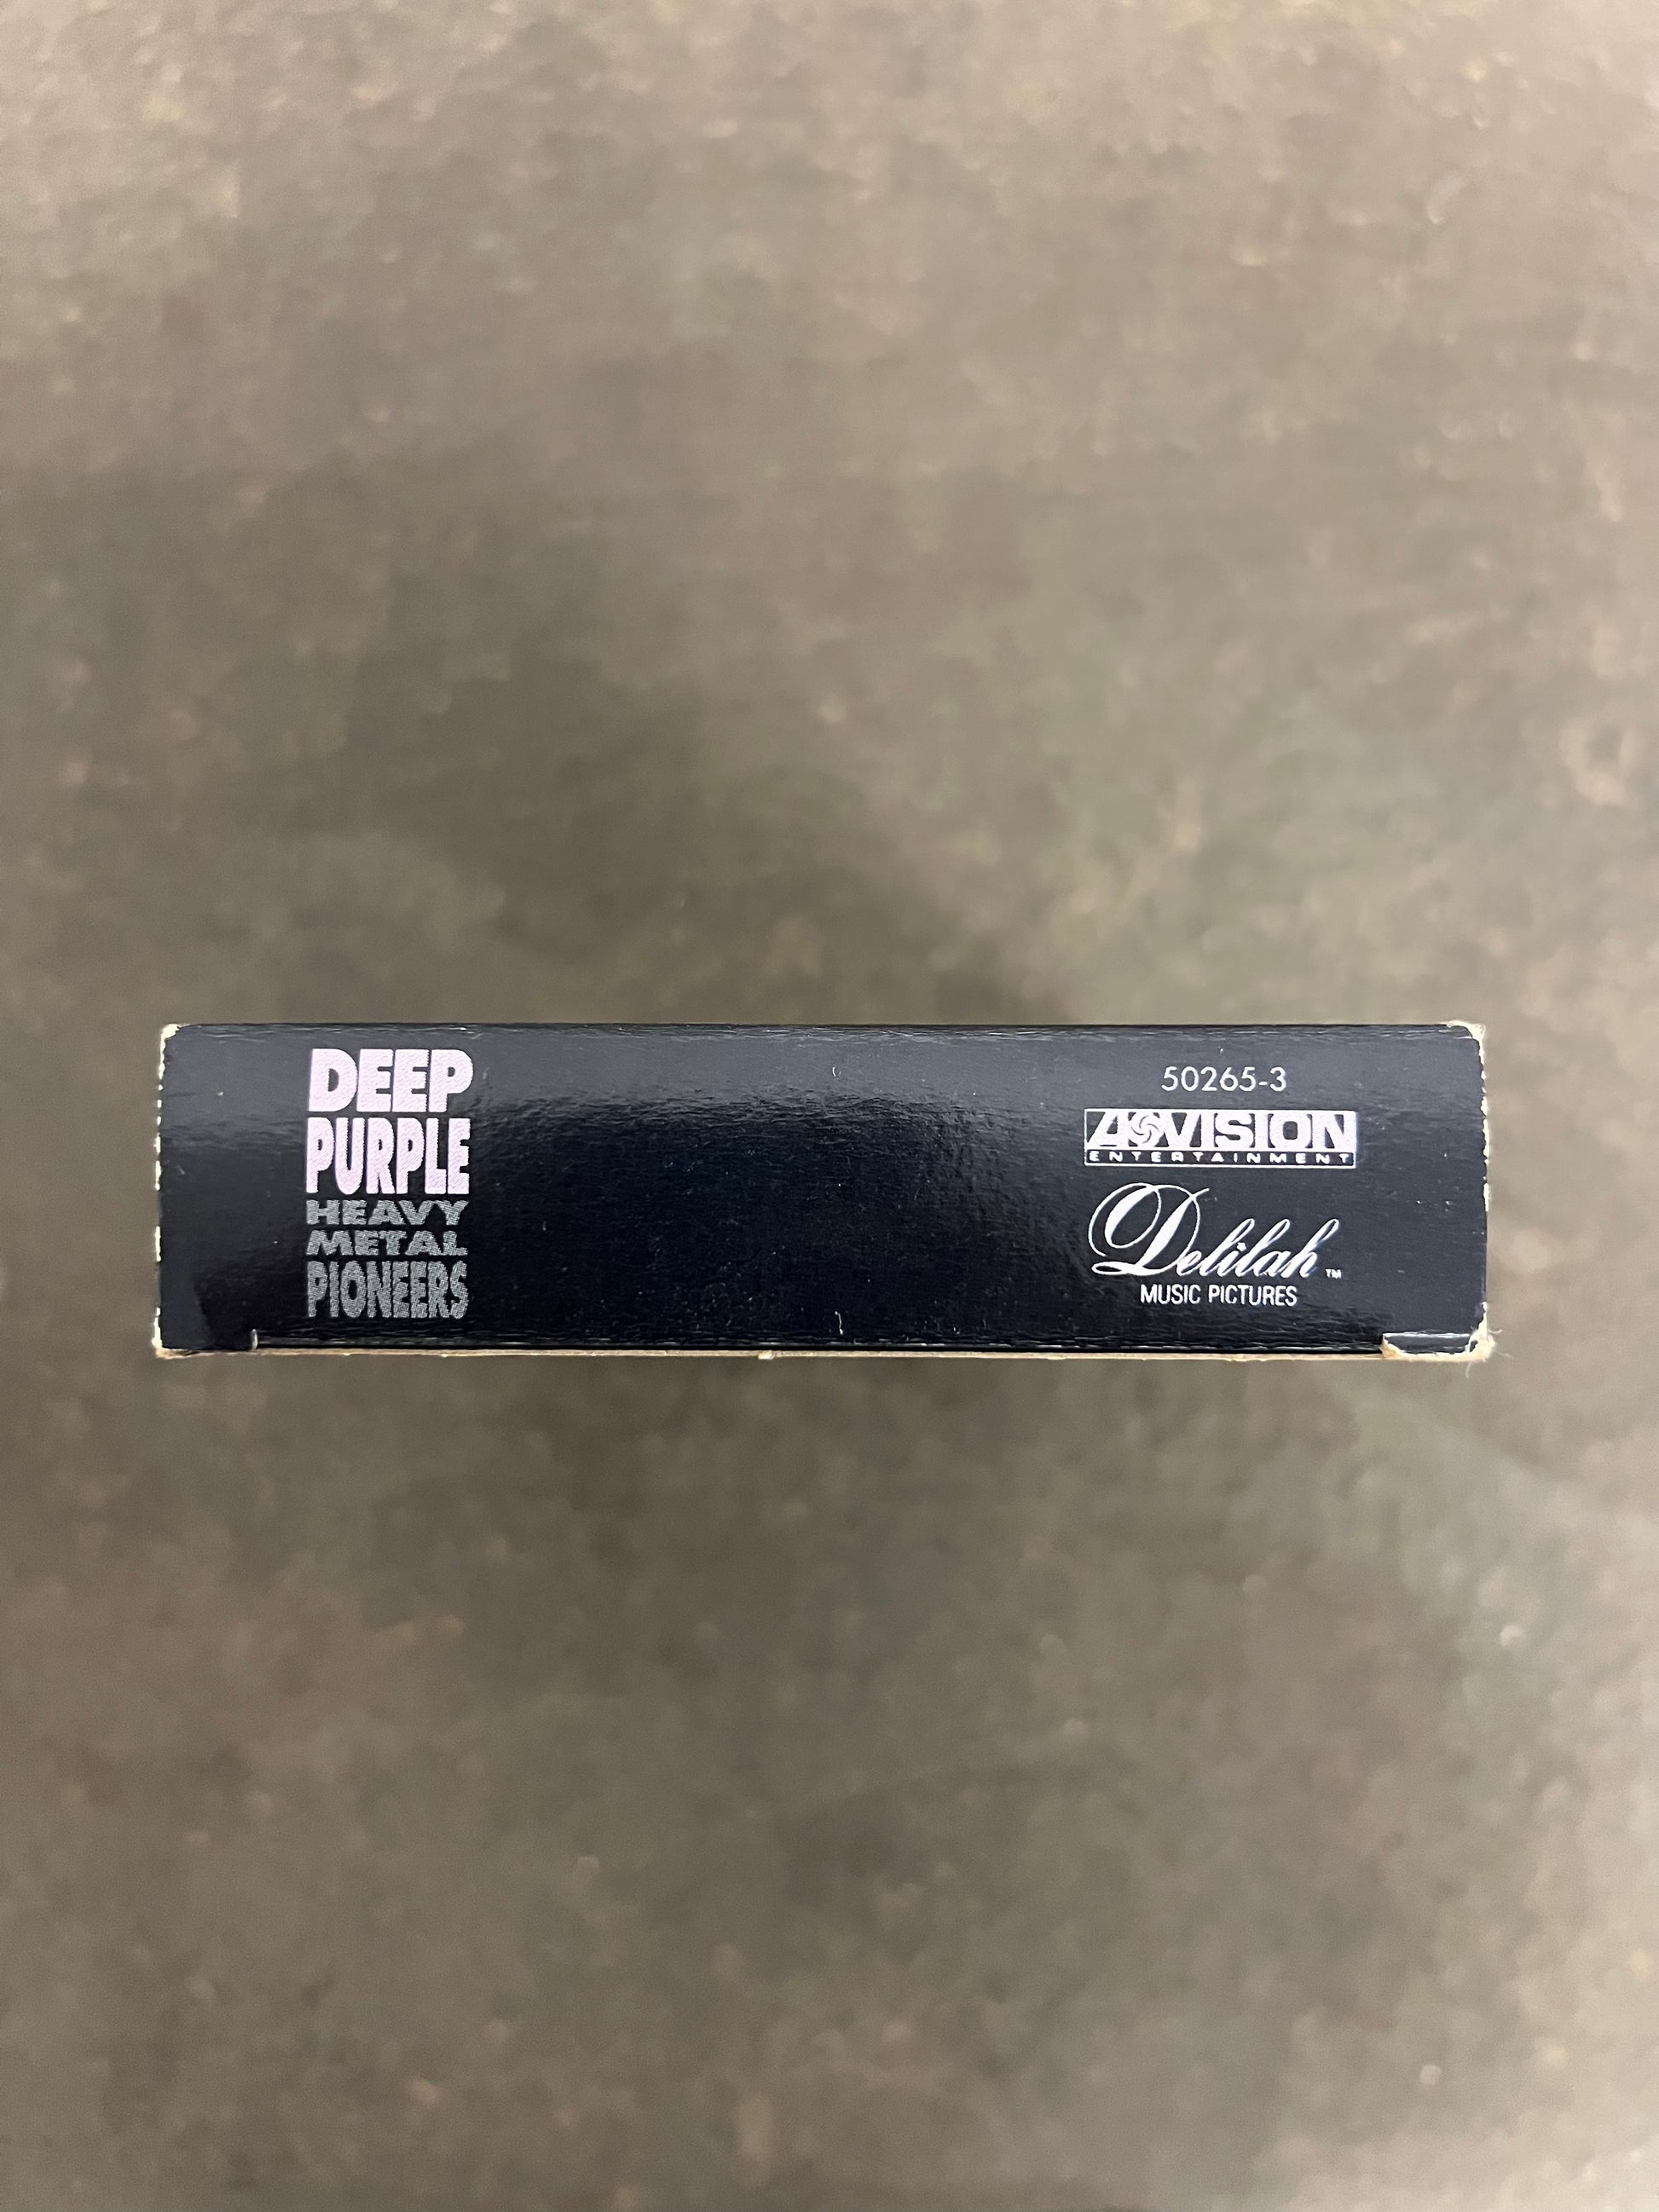 DEEP
PURPLE
HEAVY
METAL
PIONEERS
50265-3
A*VISION
ENTERTAINMENT
Delilah™
MUSIC PICTURES